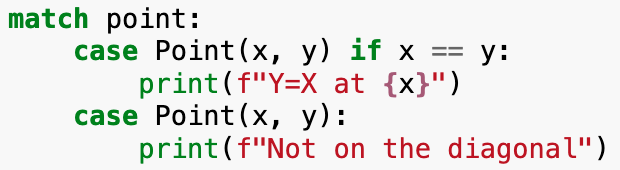 match point:
    case Point(x, y) if x == y:
        print(f"Y=X at {x}")
    case Point(x, y):
        print(f"Not on the diagonal")